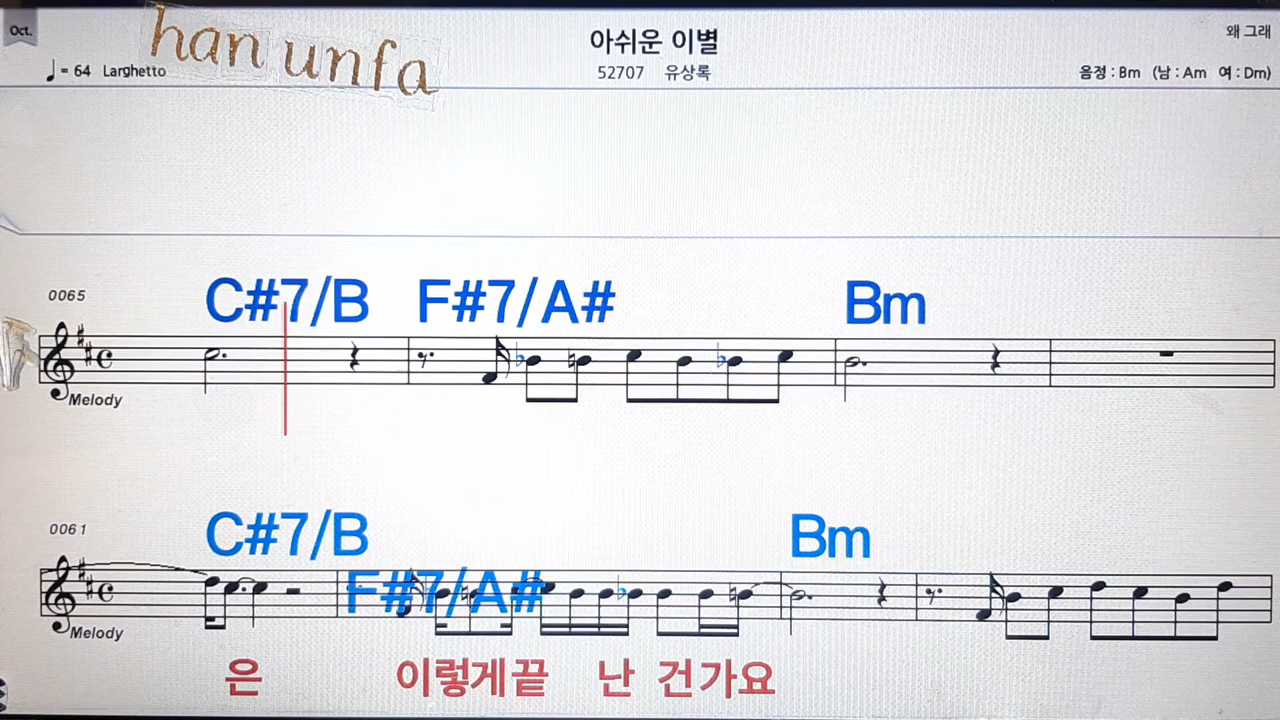 Oct.
han unfa
아쉬운 이별
왜 그래
♩= 64 Larghetto
52707 유상록
음정 : Bm (남 : Am 여 : Dm)
C#7/B F#7/A# Bm
0065
Melody
C#7/B Bm
0061
F#7/A#
Melody
은 이렇게끝 난 건가요